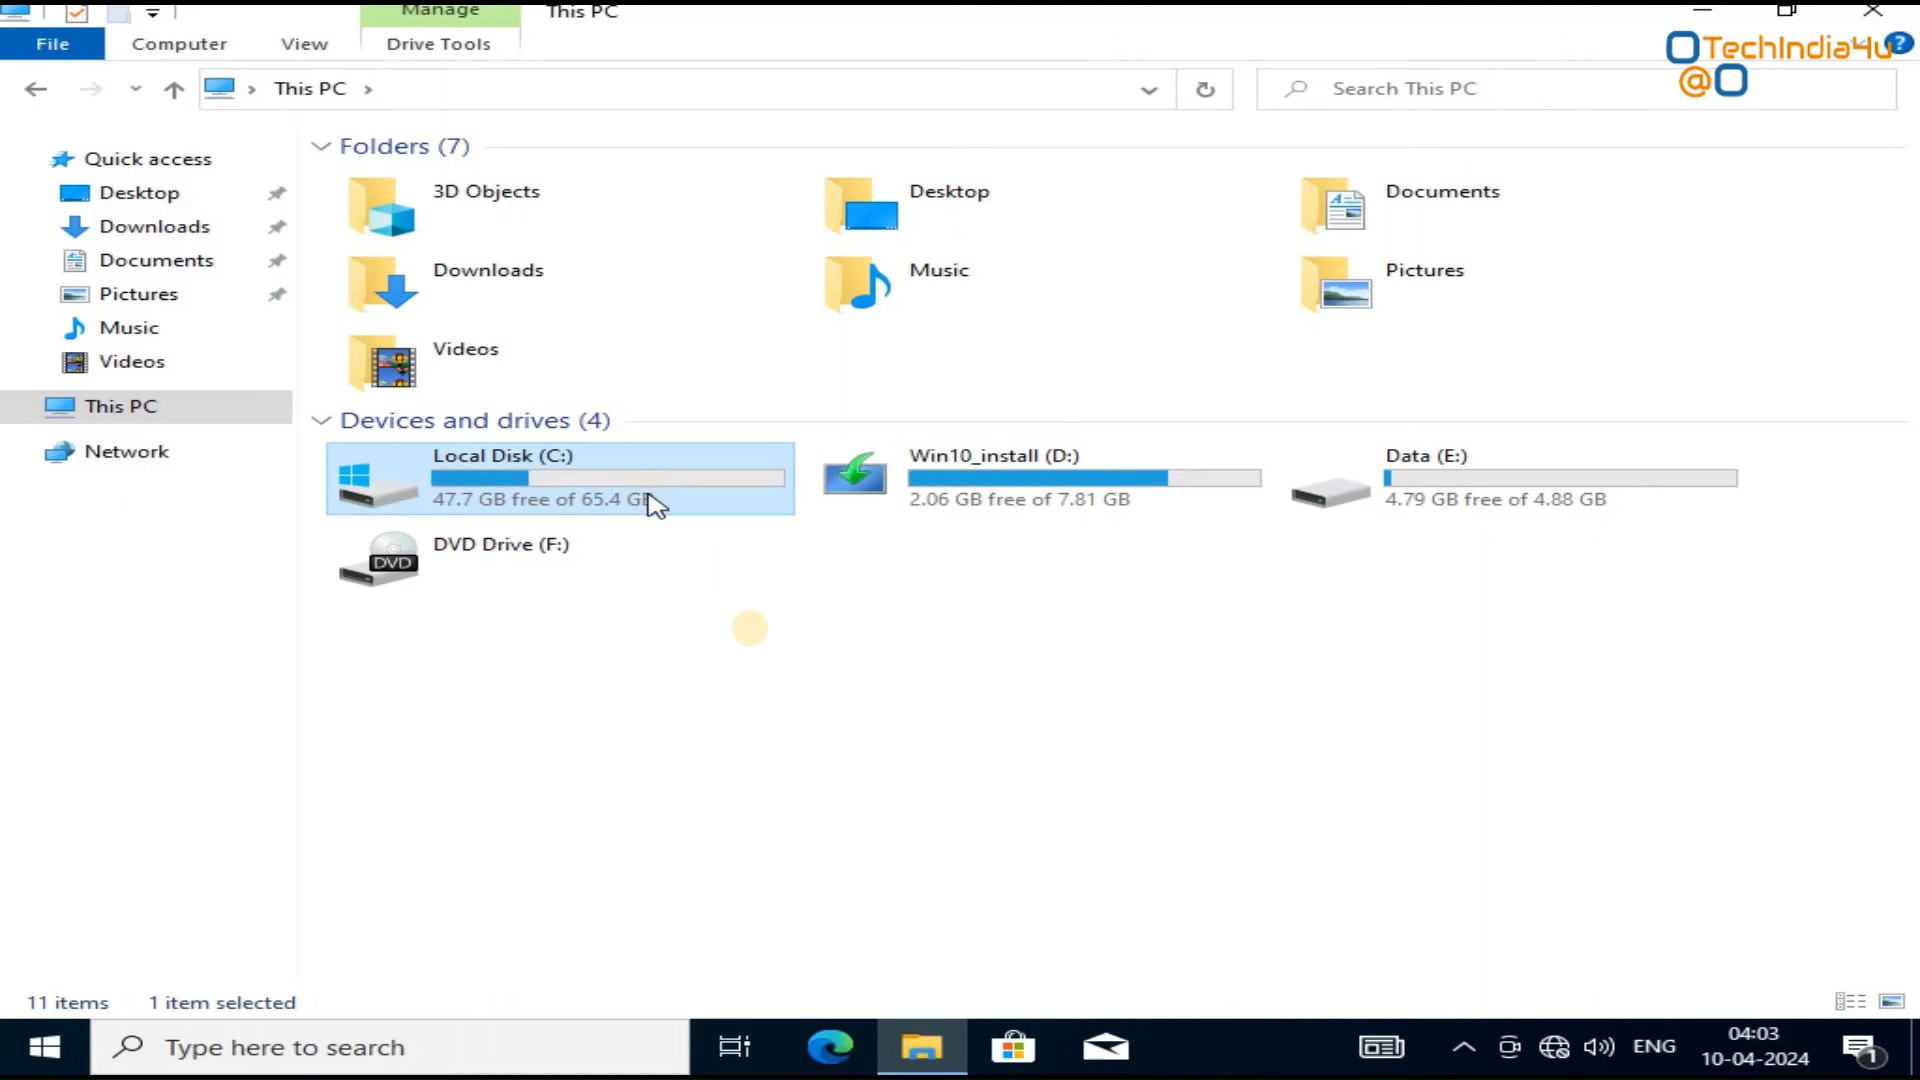 Manage
This PC
File
Computer
View
Drive Tools
TechIndia4u
@
?
This PC
Search This PC
Quick access
Desktop
Downloads
Documents
Pictures
Music
Videos
This PC
Network
Folders (7)
3D Objects
Desktop
Documents
Downloads
Music
Pictures
Videos
Devices and drives (4)
Local Disk (C:)
47.7 GB free of 65.4 GB
Win10_install (D:)
2.06 GB free of 7.81 GB
Data (E:)
4.79 GB free of 4.88 GB
DVD
DVD Drive (F:)
11 items
1 item selected
Type here to search
ENG
04:03
10-04-2024
1